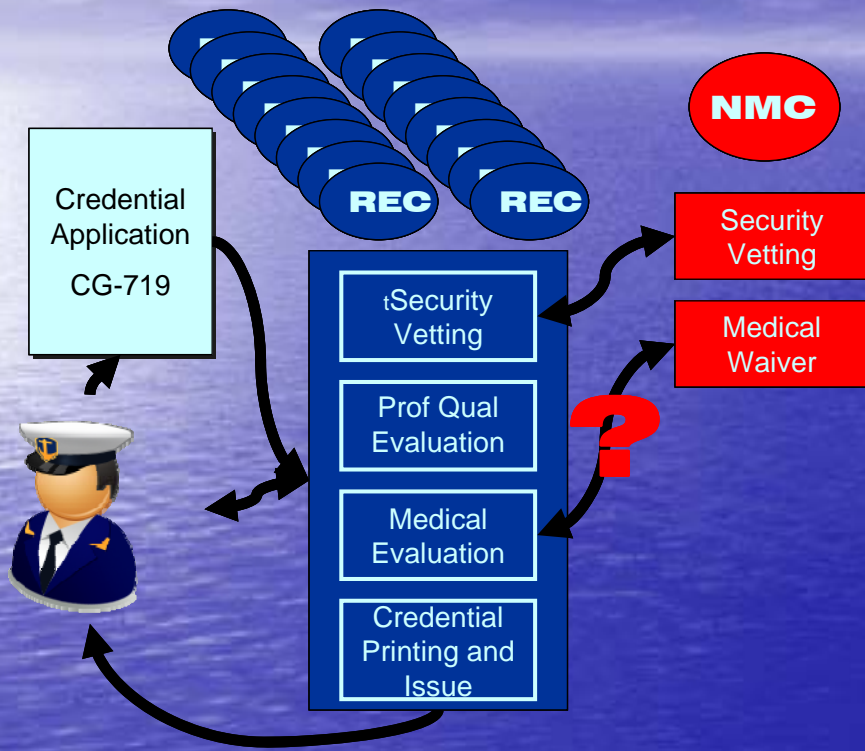 REC
REC
NMC
Credential
Application
CG-719
Security
Vetting
Medical
Waiver
tSecurity
Vetting
Prof Qual
Evaluation
?
Medical
Evaluation
Credential
Printing and
Issue